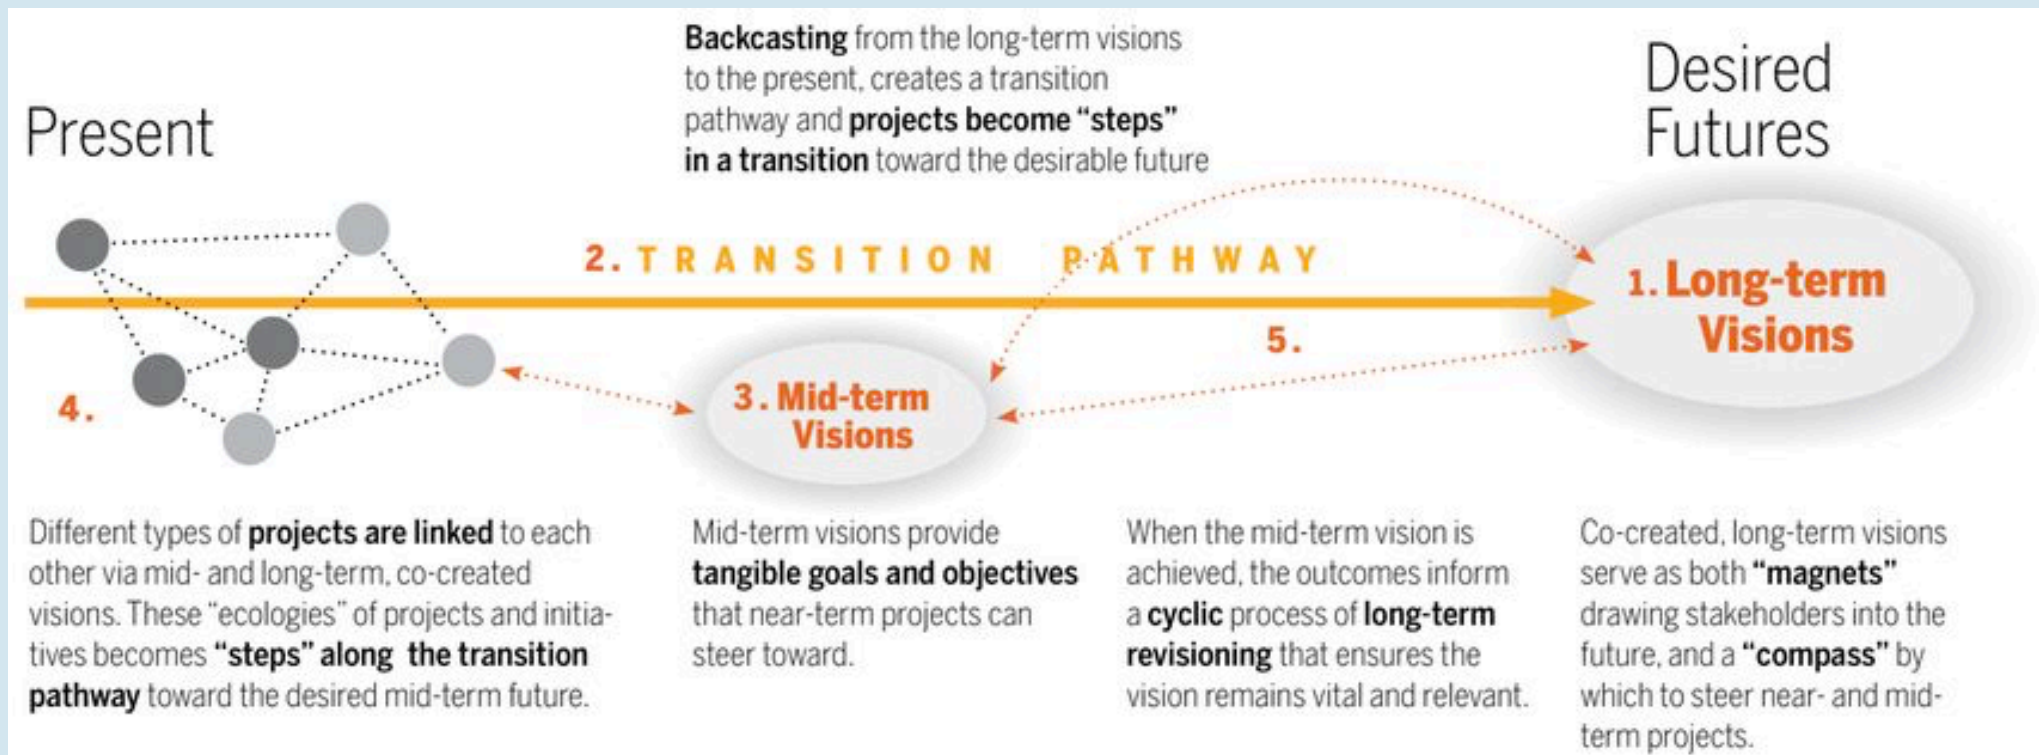 Present
Backcasting from the long-term visions
to the present, creates a transition
pathway and projects become “steps”
in a transition toward the desirable future
Desired
Futures
2. TRANSITION PATHWAY
1. Long-term
Visions
5.
3. Mid-term
Visions
4.
Different types of projects are linked to each
other via mid- and long-term, co-created
visions. These “ecologies” of projects and initia-
tives becomes “steps” along the transition
pathway toward the desired mid-term future.
Mid-term visions provide
tangible goals and objectives
that near-term projects can
steer toward.
When the mid-term vision is
achieved, the outcomes inform
a cyclic process of long-term
revisioning that ensures the
vision remains vital and relevant.
Co-created, long-term visions
serve as both “magnets”
drawing stakeholders into the
future, and a “compass” by
which to steer near- and mid-
term projects.